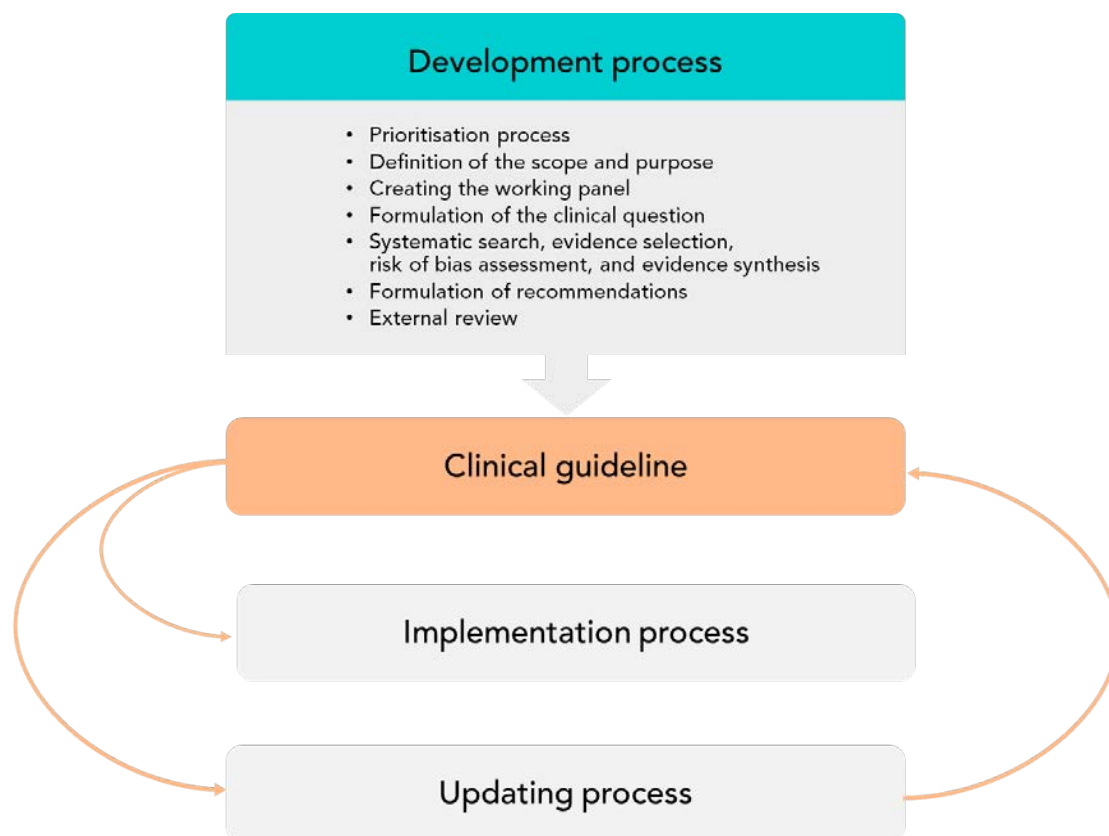 Development process
• Prioritisation process
• Definition of the scope and purpose
• Creating the working panel
• Formulation of the clinical question
• Systematic search, evidence selection,
risk of bias assessment, and evidence synthesis
• Formulation of recommendations
• External review
Clinical guideline
Implementation process
Updating process